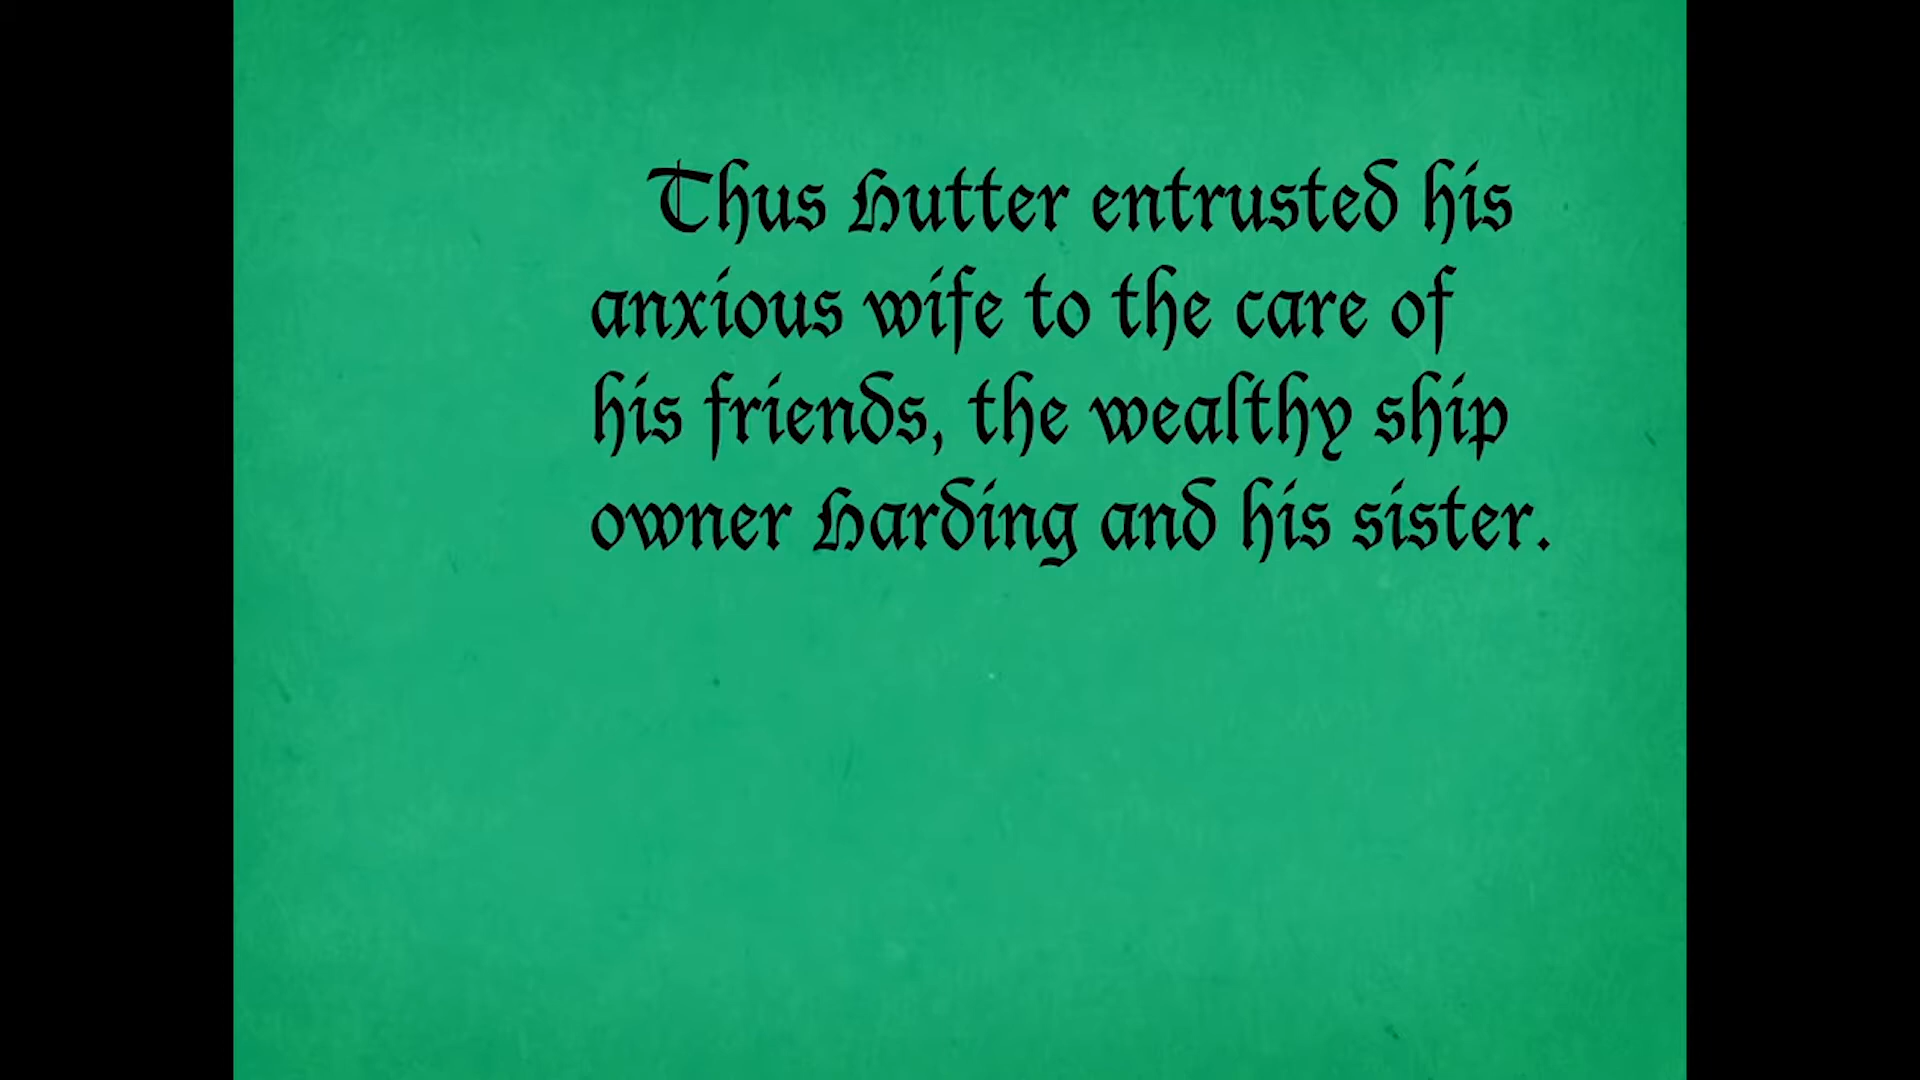 Thus Hutter entrusted his
anxious wife to the care of
his friends, the wealthy ship
owner Harding and his sister.